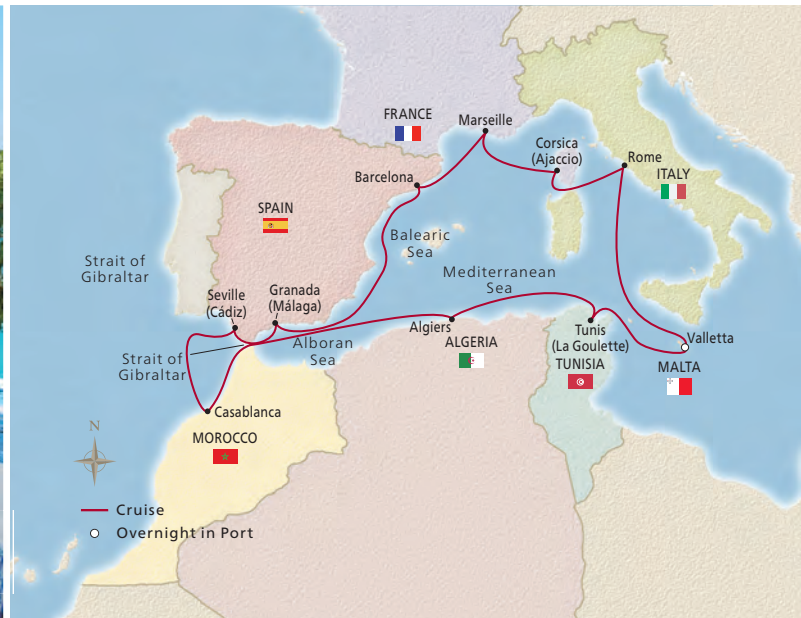 FRANCE
Marseille
Corsica
(Ajaccio)
Rome
ITALY
Barcelona
SPAIN
Balearic
Sea
Strait of
Gibraltar
Mediterranean
Sea
Seville
(Cádiz)
Granada
(Málaga)
Algiers
ALGERIA
Tunis
(La Goulette)
TUNISIA
Valletta
MALTA
Alboran
Sea
Strait of
Gibraltar
Casablanca
MOROCCO
N
Cruise
Overnight in Port